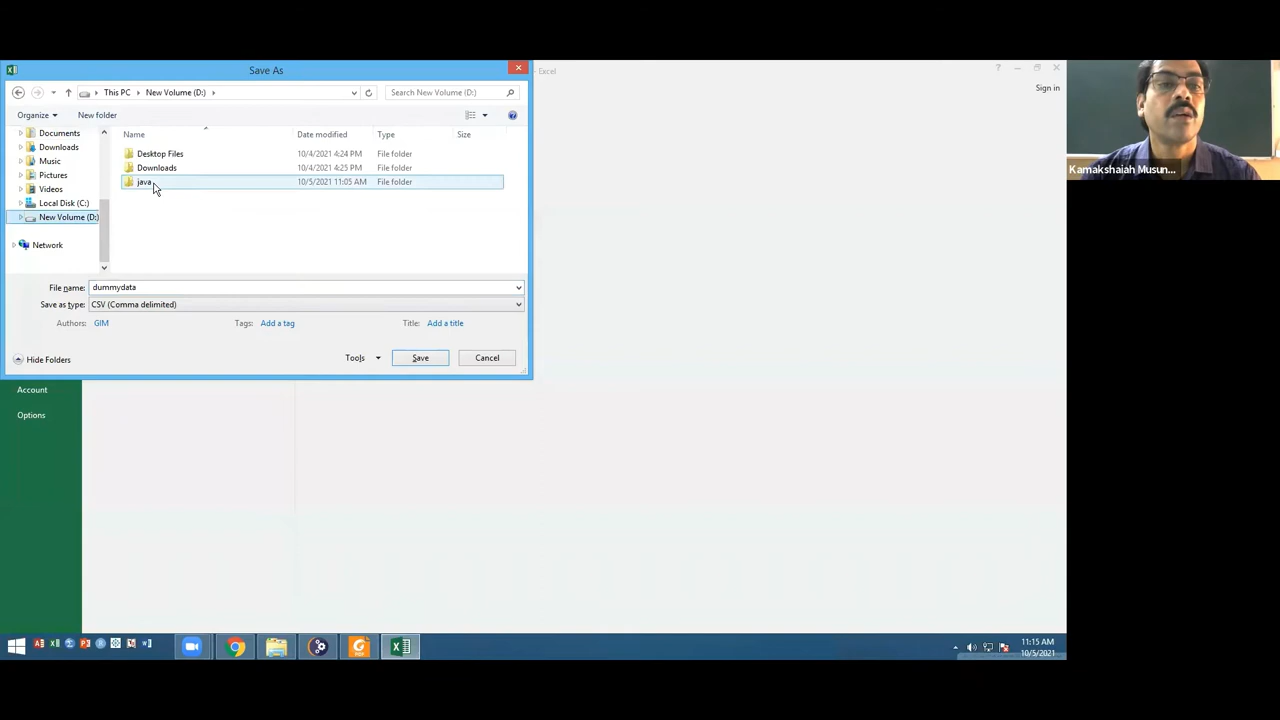 Save As
- Excel
This PC
New Volume (D:)
Search New Volume (D:)
Sign in
Organize
New folder
Name
Date modified
Type
Size
Documents
Downloads
Music
Pictures
Videos
Local Disk (C:)
New Volume (D:)
Network
Desktop Files 10/4/2021 4:24 PM File folder
Downloads 10/4/2021 4:25 PM File folder
java 10/5/2021 11:05 AM File folder
File name: dummydata
Save as type: CSV (Comma delimited)
Authors: GIM
Tags: Add a tag
Title: Add a title
Hide Folders
Tools
Save
Cancel
Account
Options
Kamakshaiah Musun...
11:15 AM
10/5/2021